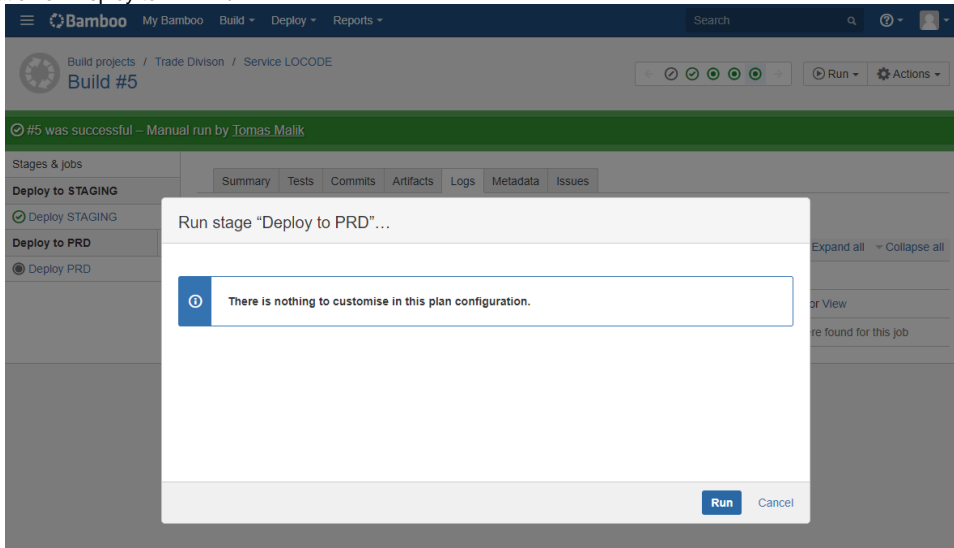 Bamboo My Bamboo Build Deploy Reports Search
Build projects / Trade Divison / Service LOCODE
Build #5
Run Actions
#5 was successful – Manual run by Tomas Malik
Stages & jobs
Summary Tests Commits Artifacts Logs Metadata Issues
Deploy to STAGING
Deploy STAGING
Deploy to PRD
Deploy PRD
Expand all Collapse all
or View
re found for this job
Run stage “Deploy to PRD”…
There is nothing to customise in this plan configuration.
Run Cancel